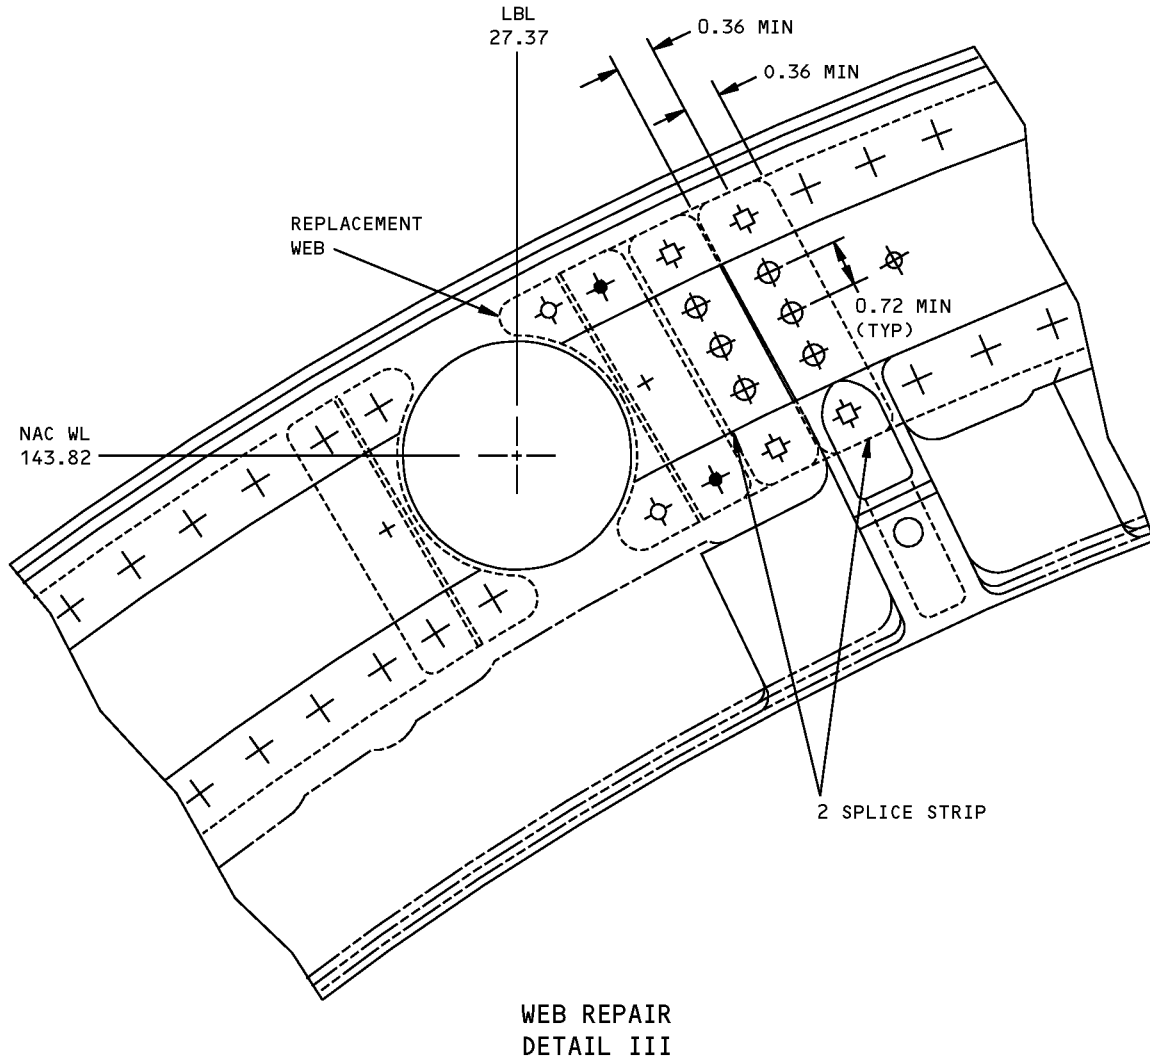 LBL
27.37
0.36 MIN
0.36 MIN
REPLACEMENT
WEB
0.72 MIN
(TYP)
NAC WL
143.82
2 SPLICE STRIP
WEB REPAIR
DETAIL III